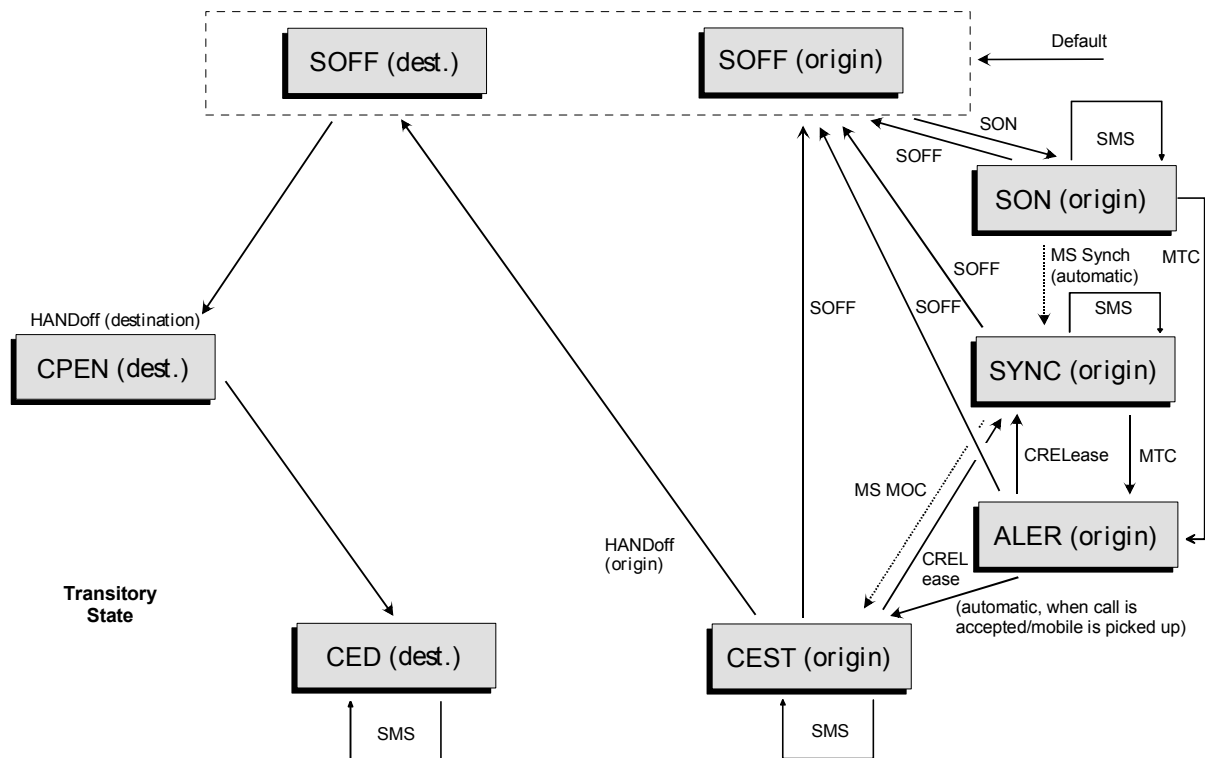 Default
SOFF (dest.)
SOFF (origin)
SON
SMS
SOFF
SON (origin)
MS Synch
(automatic)
MTC
SOFF
SOFF
SOFF
SMS
HANDoff (destination)
CPEN (dest.)
SYNC (origin)
CRELease
MTC
MS MOC
ALER (origin)
HANDoff
(origin)
CREL
ease
Transitory
State
(automatic, when call is
accepted/mobile is picked up)
CED (dest.)
CEST (origin)
SMS
SMS